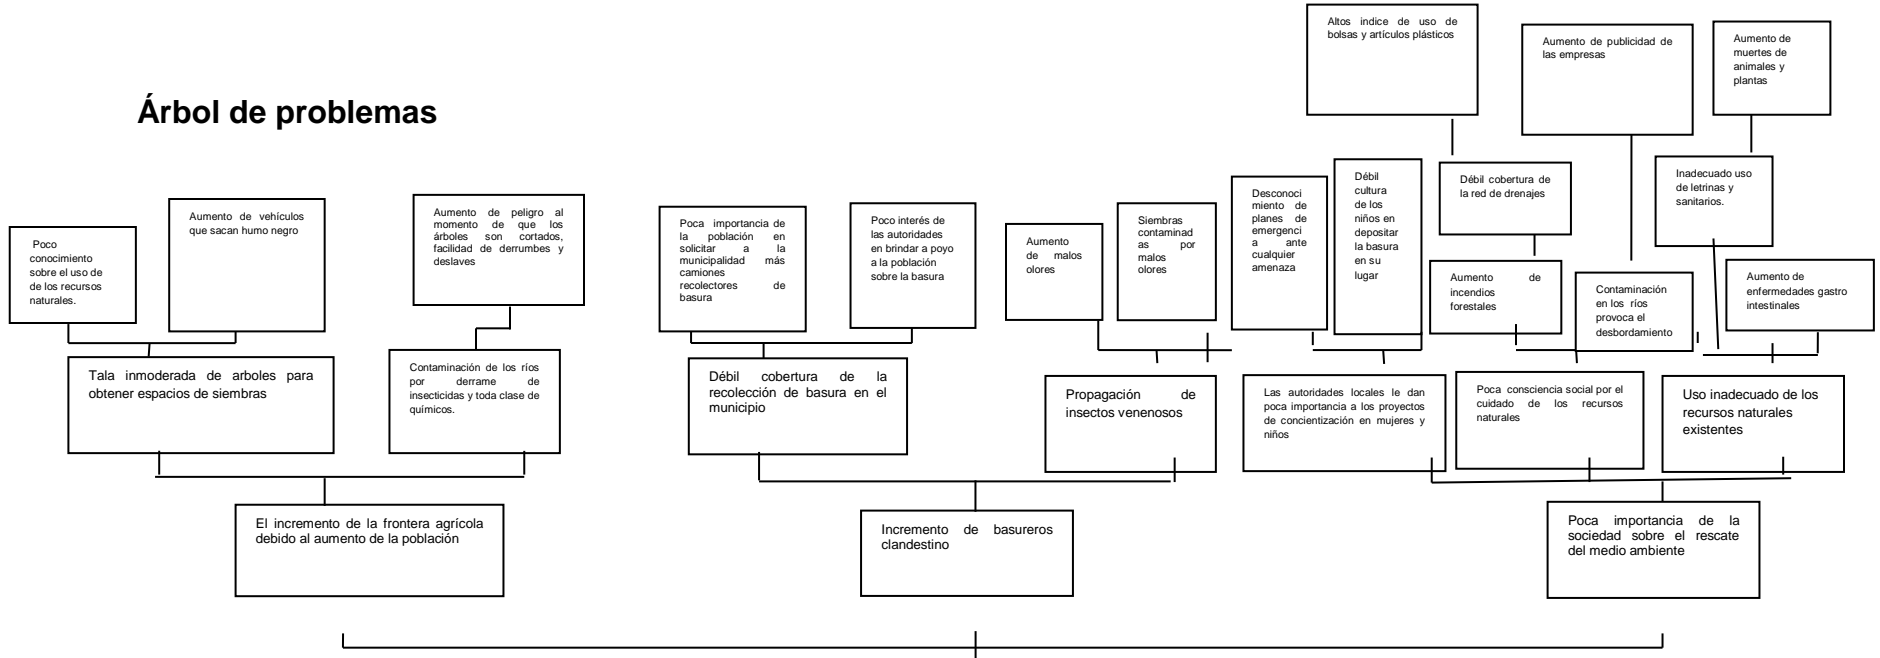 Árbol de problemas
Altos indice de uso de
bolsas y artículos plásticos
Aumento de publicidad de
las empresas
Aumento de
muertes de
animales y
plantas
Poco
conocimiento
sobre el uso de
de los recursos
naturales.
Aumento de vehículos
que sacan humo negro
Aumento de peligro al
momento de que los
árboles son cortados,
facilidad de derrumbes y
deslaves
Poca importancia de
la población en
solicitar a la
municipalidad más
camiones
recolectores de
basura
Poco interés de
las autoridades
en brindar a poyo
a la población
sobre la basura
Aumento
de malos
olores
Siembras
contaminad
as por
malos
olores
Desconoci
miento de
planes de
emergenci
a ante
cualquier
amenaza
Débil
cultura
de los
niños en
depositar
la basura
en su
lugar
Débil cobertura de
la red de drenajes
Inadecuado uso
de letrinas y
sanitarios.
Aumento de
incendios
forestales
Contaminación
en los ríos
provoca el
desbordamiento
Aumento de
enfermedades gastro
intestinales
Tala inmoderada de arboles para
obtener espacios de siembras
Contaminación de los ríos
por derrame de
insecticidas y toda clase de
químicos.
Débil cobertura de la
recolección de basura en el
municipio
Propagación de
insectos venenosos
Las autoridades locales le dan
poca importancia a los proyectos
de concientización en mujeres y
niños
Poca consciencia social por el
cuidado de los recursos
naturales
Uso inadecuado de los
recursos naturales
existentes
El incremento de la frontera agrícola
debido al aumento de la población
Incremento de basureros
clandestino
Poca importancia de la
sociedad sobre el rescate
del medio ambiente